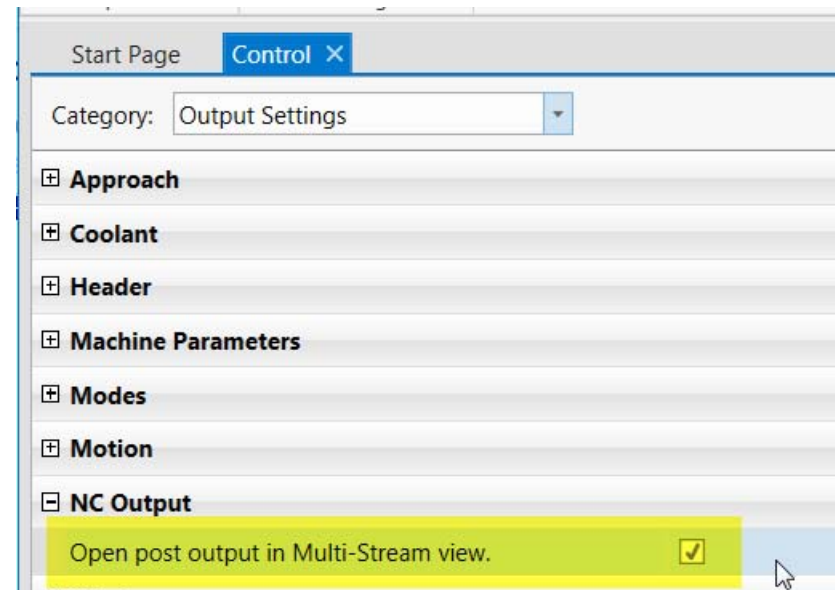 Start Page Control
Category: Output Settings
Approach
Coolant
Header
Machine Parameters
Modes
Motion
NC Output
Open post output in Multi-Stream view.